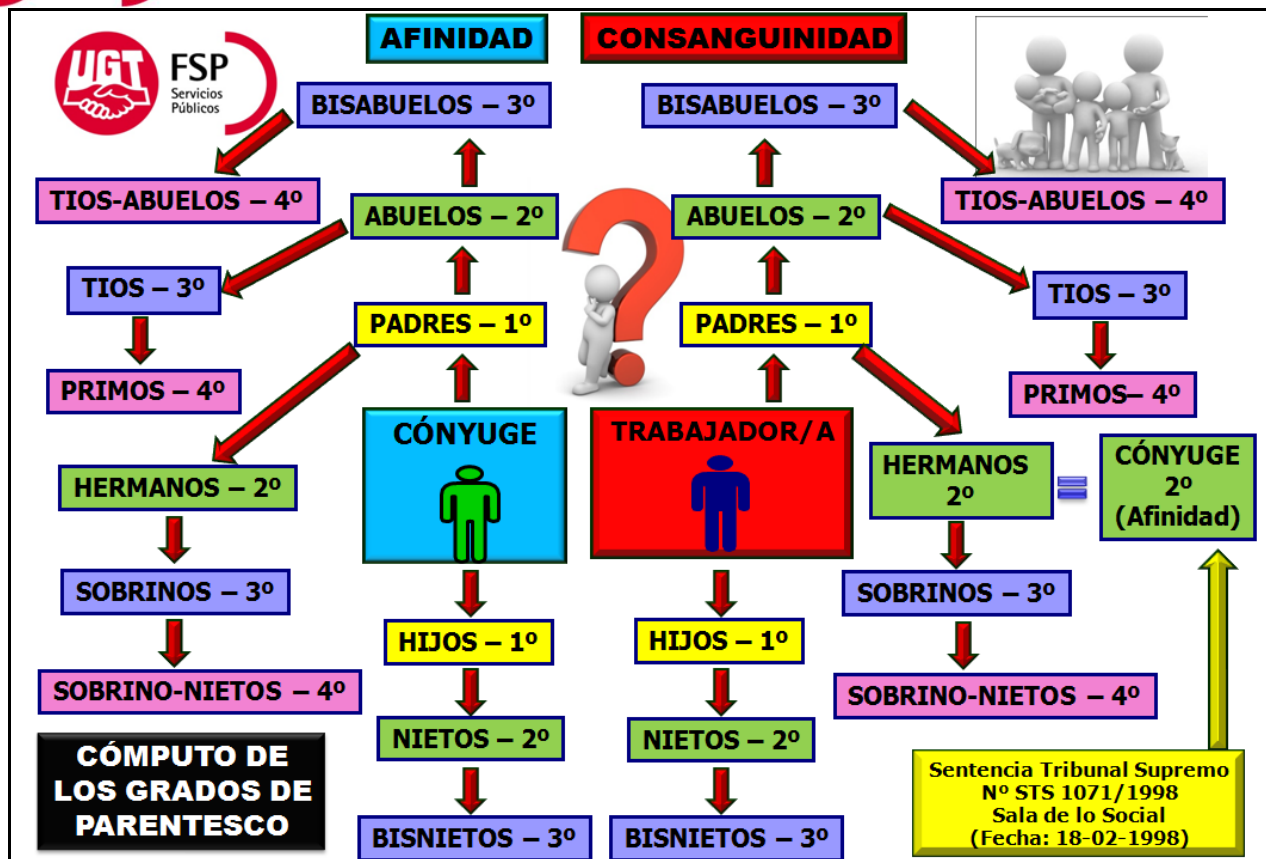 AFINIDAD
CONSANGUINIDAD
UGT
FSP
Servicios
Públicos
BISABUELOS – 3º
BISABUELOS – 3º
TIOS-ABUELOS – 4º
ABUELOS – 2º
ABUELOS – 2º
TIOS-ABUELOS – 4º
TIOS – 3º
PADRES – 1º
PADRES – 1º
TIOS – 3º
PRIMOS – 4º
PRIMOS– 4º
CÓNYUGE
TRABAJADOR/A
HERMANOS – 2º
HERMANOS
2º
=
CÓNYUGE
2º
(Afinidad)
SOBRINOS – 3º
SOBRINOS – 3º
HIJOS – 1º
HIJOS – 1º
SOBRINO-NIETOS – 4º
SOBRINO-NIETOS – 4º
NIETOS – 2º
NIETOS – 2º
BISNIETOS – 3º
BISNIETOS – 3º
CÓMPUTO DE
LOS GRADOS DE
PARENTESCO
Sentencia Tribunal Supremo
Nº STS 1071/1998
Sala de lo Social
(Fecha: 18-02-1998)